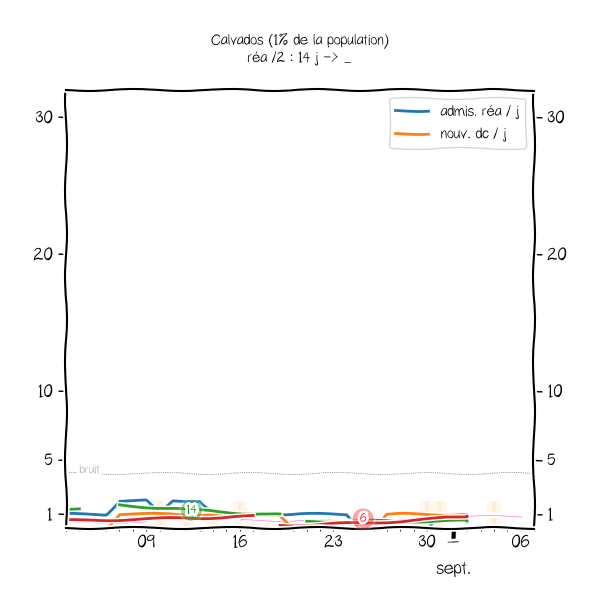 Calvados (1% de la population)
réa /2 : 14 j -> _
admis. réa / j
nouv. dc / j
30
30
20
20
10
10
5
5
bruit
1
1
14
6
09
16
23
30
06
sept.